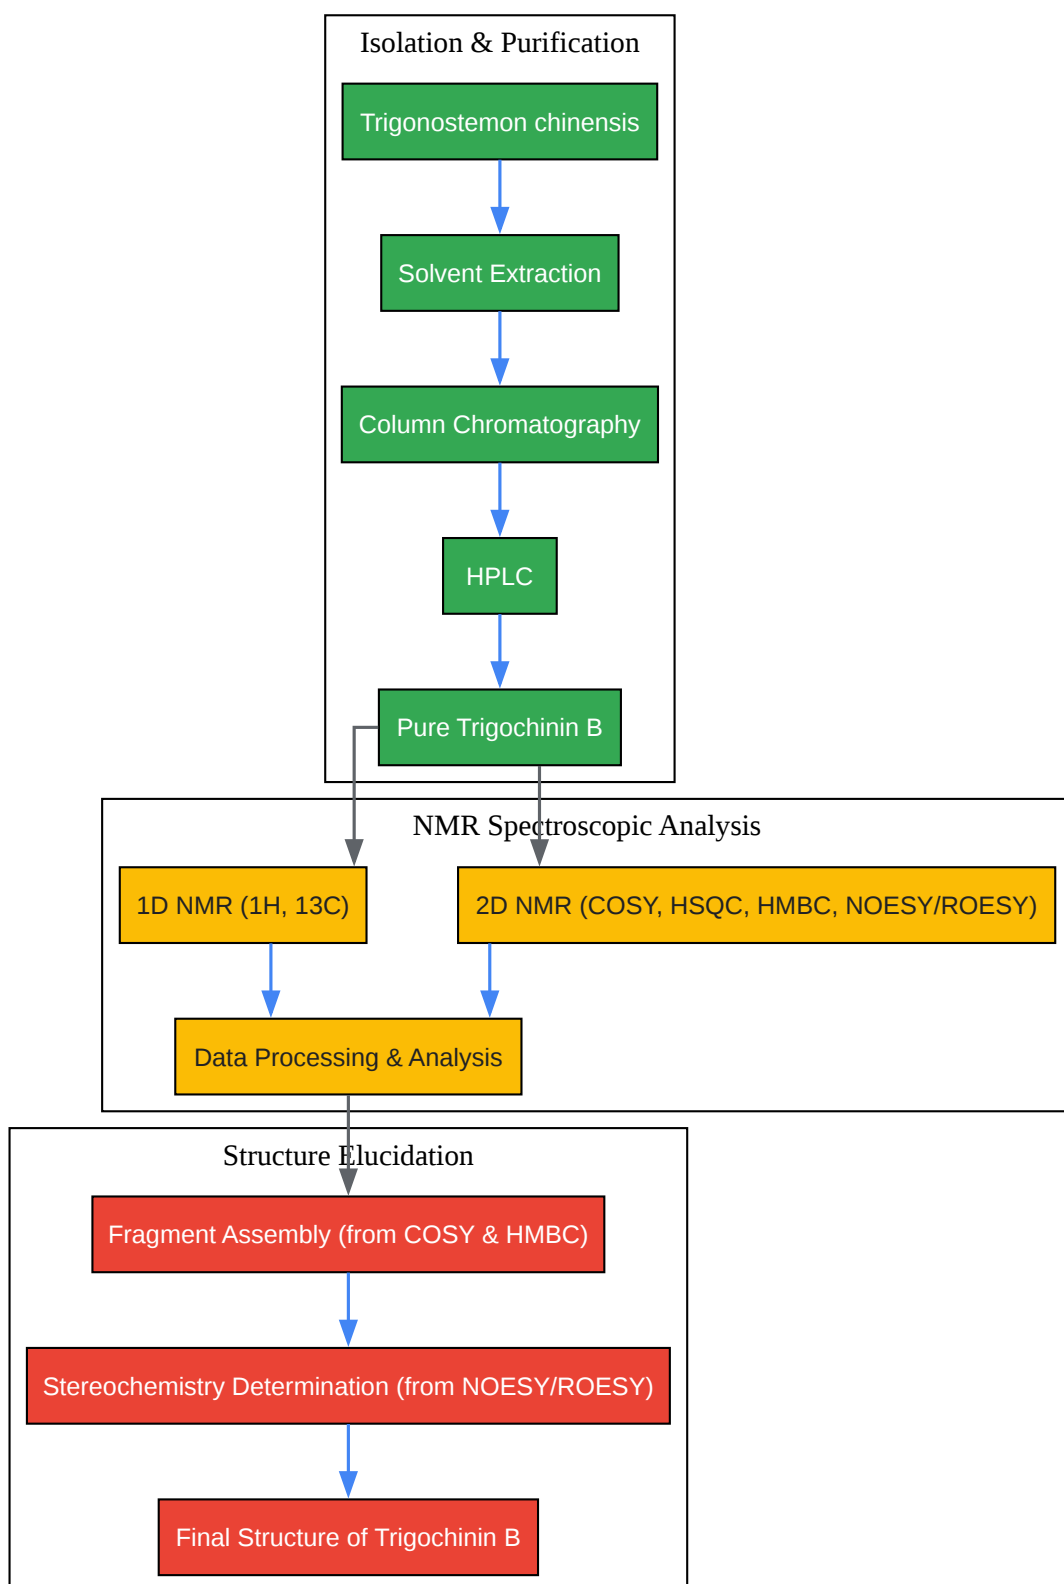 Isolation & Purification
Trigonostemon chinensis
Solvent Extraction
Column Chromatography
HPLC
Pure Trigochinin B
NMR Spectroscopic Analysis
1D NMR (1H, 13C)
2D NMR (COSY, HSQC, HMBC, NOESY/ROESY)
Data Processing & Analysis
Structure Elucidation
Fragment Assembly (from COSY & HMBC)
Stereochemistry Determination (from NOESY/ROESY)
Final Structure of Trigochinin B